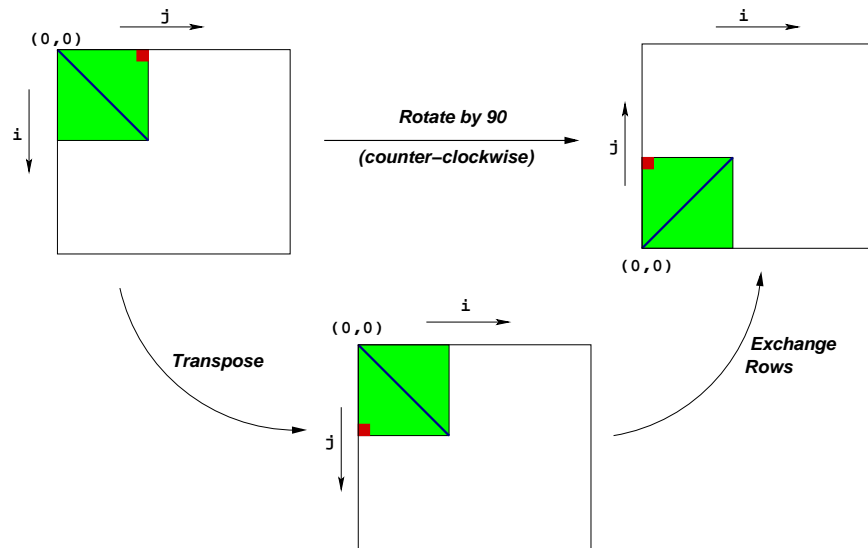 j
(0,0)
i
Rotate by 90
(counter−clockwise)
i
j
(0,0)
Transpose
(0,0)
i
j
Exchange
Rows